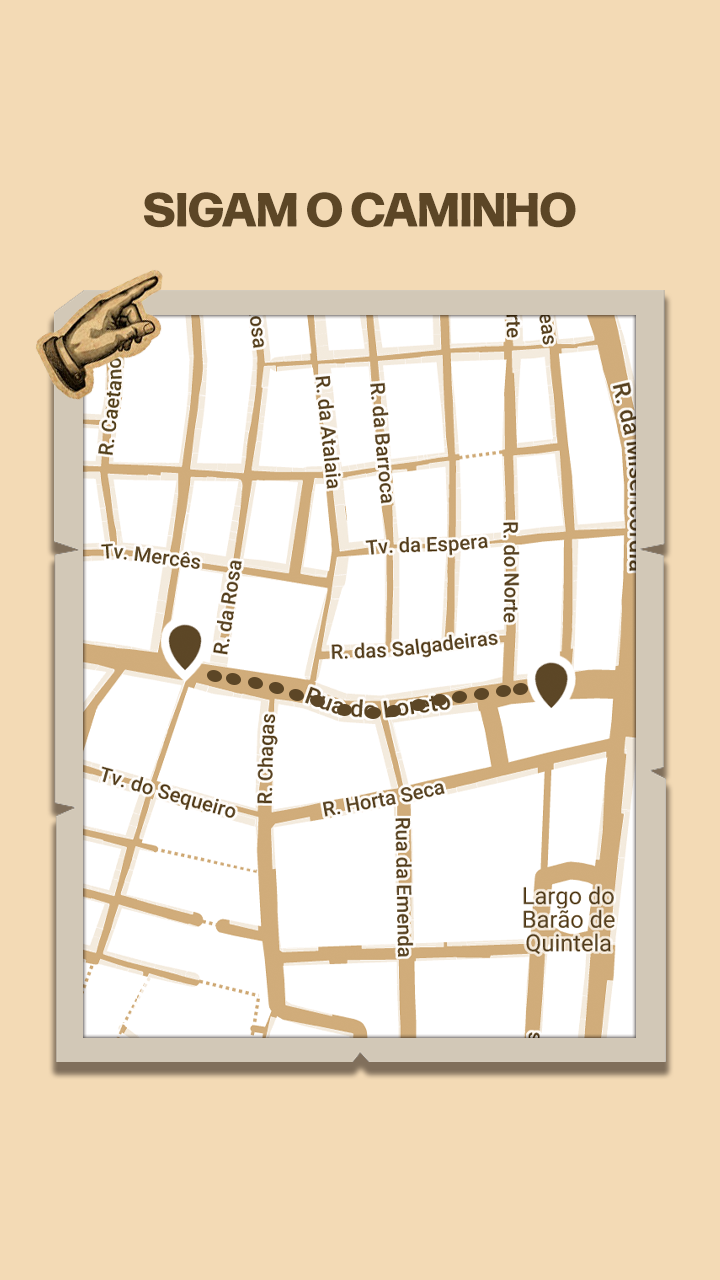 SIGAM O CAMINHO
R. Caetano
osa
R. da Atalaia
R. da Barroca
rte
eas
R. da Misericórdia
Tv. Mercês
R. da Rosa
Tv. da Espera
R. do Norte
R. das Salgadeiras
Rua do Loreto
R. Chagas
Tv. do Sequeiro
R. Horta Seca
Rua da Emenda
Largo do
Barão de
Quintela
s